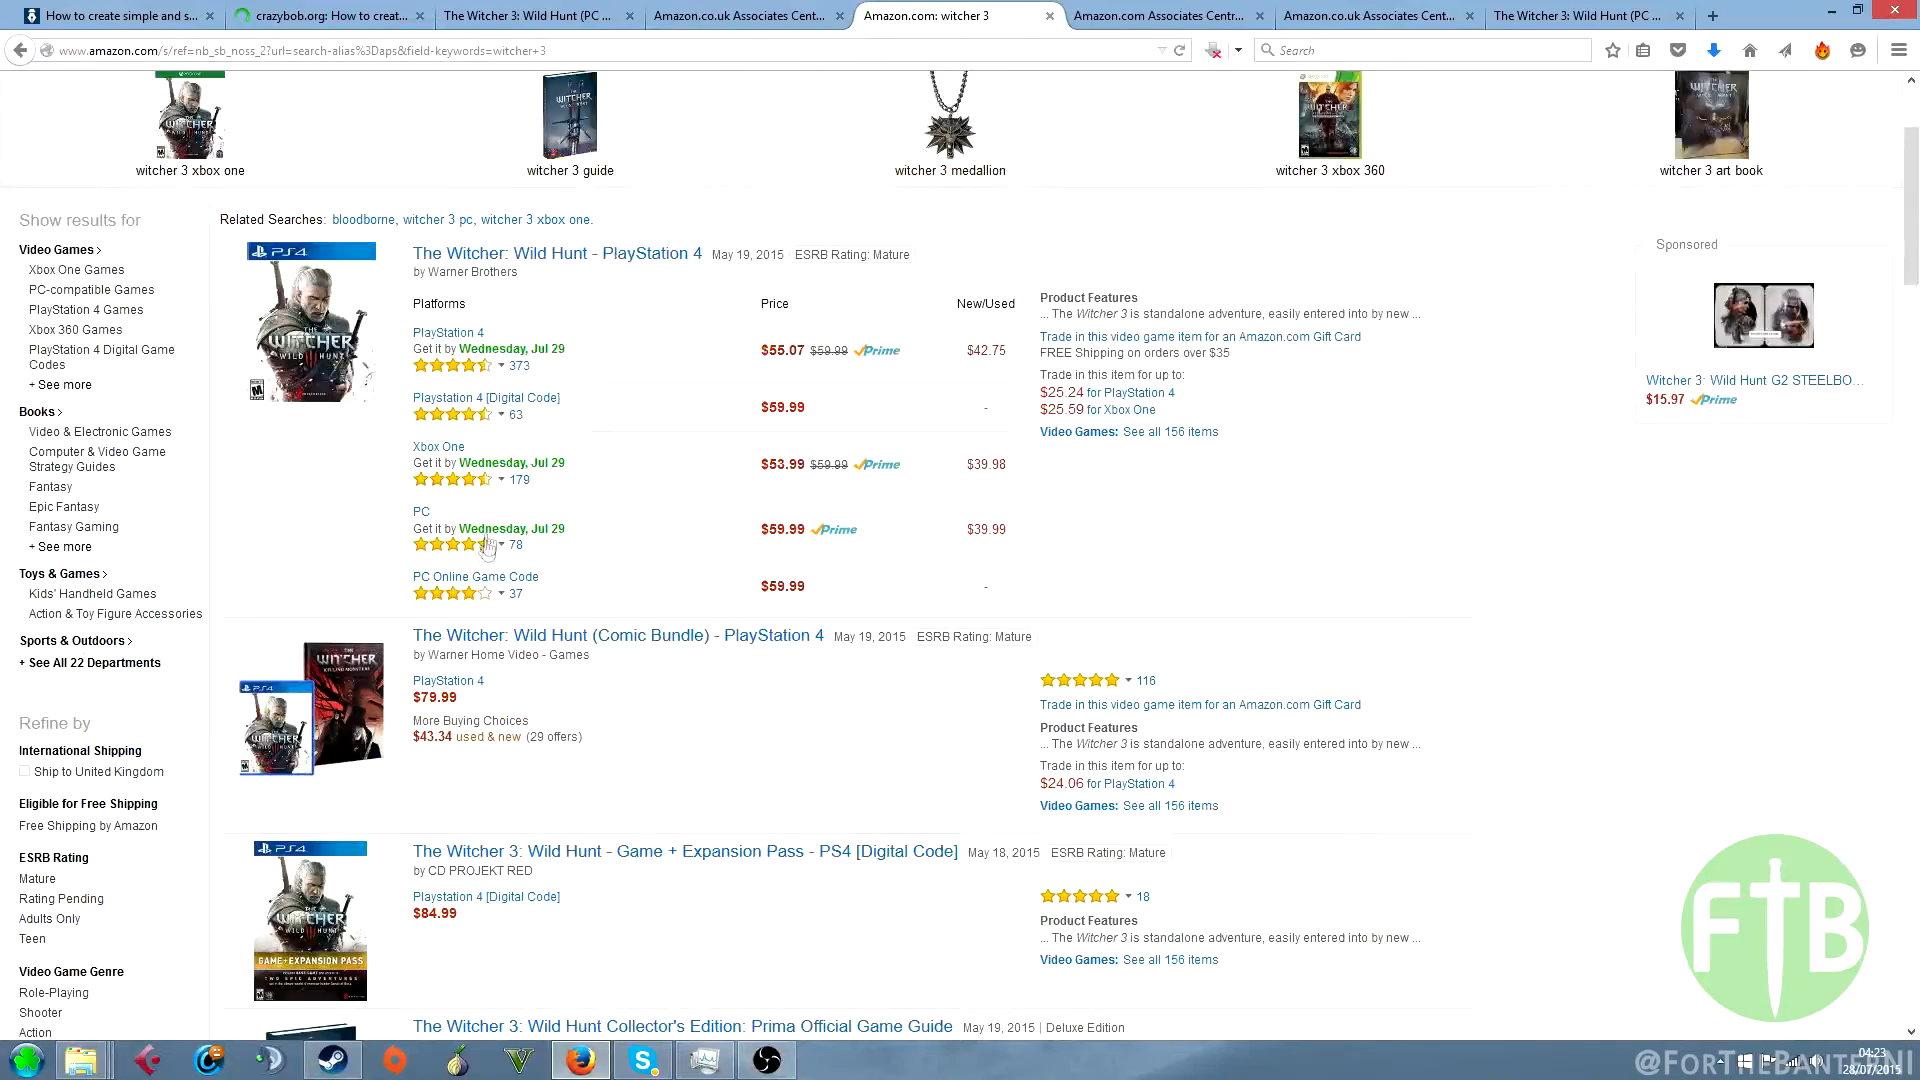 How to create simple and s...
crazybob.org: How to creat...
The Witcher 3: Wild Hunt (PC ...
Amazon.co.uk Associates Cent...
Amazon.com: witcher 3
Amazon.com Associates Centr...
Amazon.co.uk Associates Cent...
The Witcher 3: Wild Hunt (PC ...
www.amazon.com/s/ref=nb_sb_noss_2?url=search-alias%3Daps&field-keywords=witcher+3
Search
witcher 3 xbox one
witcher 3 guide
witcher 3 medallion
witcher 3 xbox 360
witcher 3 art book
Show results for
Video Games
Xbox One Games
PC-compatible Games
PlayStation 4 Games
Xbox 360 Games
PlayStation 4 Digital Game
Codes
+ See more
Books
Video & Electronic Games
Computer & Video Game
Strategy Guides
Fantasy
Epic Fantasy
Fantasy Gaming
+ See more
Toys & Games
Kids' Handheld Games
Action & Toy Figure Accessories
Sports & Outdoors
+ See All 22 Departments
Refine by
International Shipping
Ship to United Kingdom
Eligible for Free Shipping
Free Shipping by Amazon
ESRB Rating
Mature
Rating Pending
Adults Only
Teen
Video Game Genre
Role-Playing
Shooter
Action
Related Searches: bloodborne, witcher 3 pc, witcher 3 xbox one.
PS4
THE WITCHER WILD HUNT
The Witcher: Wild Hunt - PlayStation 4 May 19, 2015 ESRB Rating: Mature
by Warner Brothers
Platforms Price New/Used
PlayStation 4
Get it by Wednesday, Jul 29
$55.07 $59.99 Prime $42.75
373
Playstation 4 [Digital Code]
$59.99 -
63
Xbox One
Get it by Wednesday, Jul 29
$53.99 $59.99 Prime $39.98
179
PC
Get it by Wednesday, Jul 29
$59.99 Prime $39.99
78
PC Online Game Code
$59.99 -
37
Product Features
... The Witcher 3 is standalone adventure, easily entered into by new ...
Trade in this video game item for an Amazon.com Gift Card
FREE Shipping on orders over $35
Trade in this item for up to:
$25.24 for PlayStation 4
$25.59 for Xbox One
Video Games: See all 156 items
Sponsored
Witcher 3: Wild Hunt G2 STEELBO...
$15.97 Prime
The Witcher: Wild Hunt (Comic Bundle) - PlayStation 4 May 19, 2015 ESRB Rating: Mature
by Warner Home Video - Games
PlayStation 4
$79.99
More Buying Choices
$43.34 used & new (29 offers)
116
Trade in this video game item for an Amazon.com Gift Card
Product Features
... The Witcher 3 is standalone adventure, easily entered into by new ...
Trade in this item for up to:
$24.06 for PlayStation 4
Video Games: See all 156 items
PS4
THE WITCHER WILD HUNT
GAME+EXPANSION PASS
The Witcher 3: Wild Hunt - Game + Expansion Pass - PS4 [Digital Code] May 18, 2015 ESRB Rating: Mature
by CD PROJEKT RED
Playstation 4 [Digital Code]
$84.99
18
Product Features
... The Witcher 3 is standalone adventure, easily entered into by new ...
Video Games: See all 156 items
The Witcher 3: Wild Hunt Collector's Edition: Prima Official Game Guide May 19, 2015 | Deluxe Edition
FTB
@ForTheBanterNI
04:23
28/07/2015